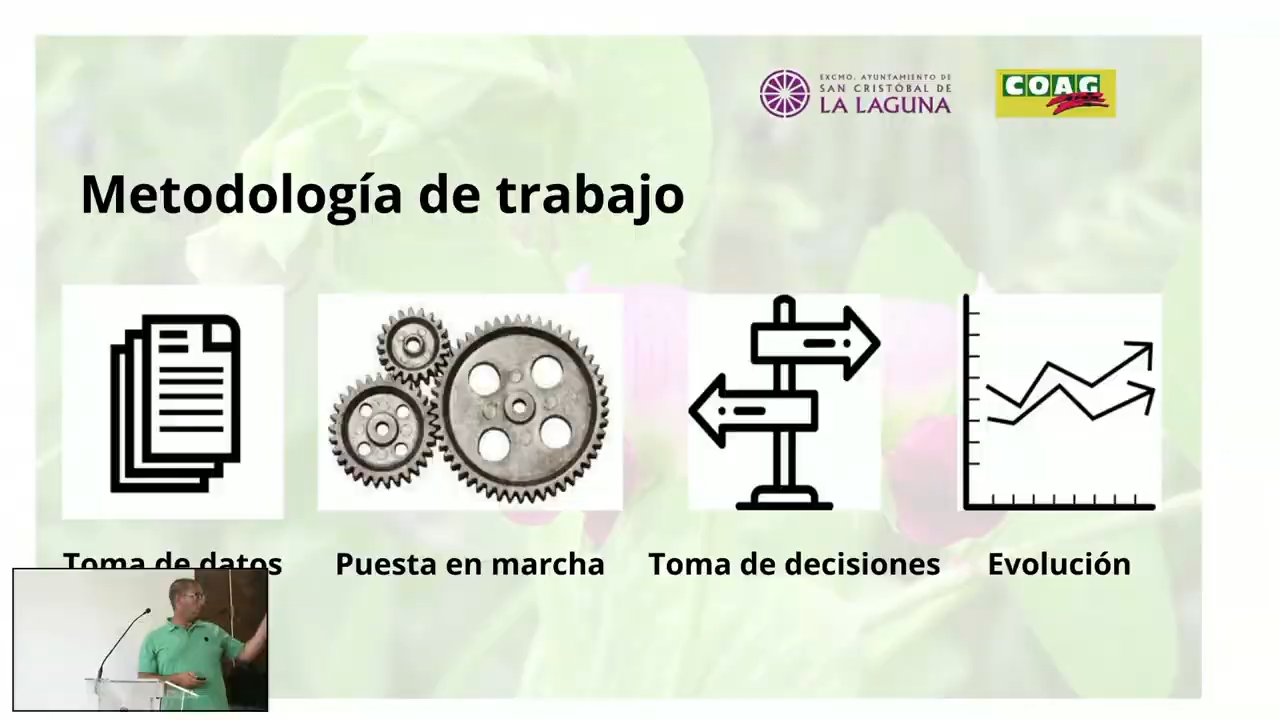 EXCMO. AYUNTAMIENTO DE
SAN CRISTÓBAL DE
LA LAGUNA
COAG
Metodología de trabajo
Toma de datos
Puesta en marcha
Toma de decisiones
Evolución